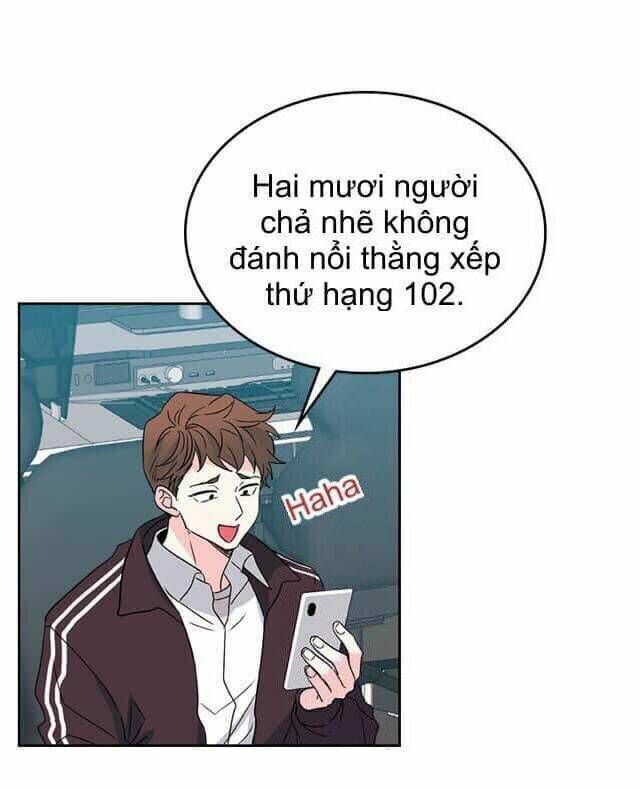 Hai mươi người
chả nhẽ không
đánh nổi thằng xếp
thứ hạng 102.
Haha